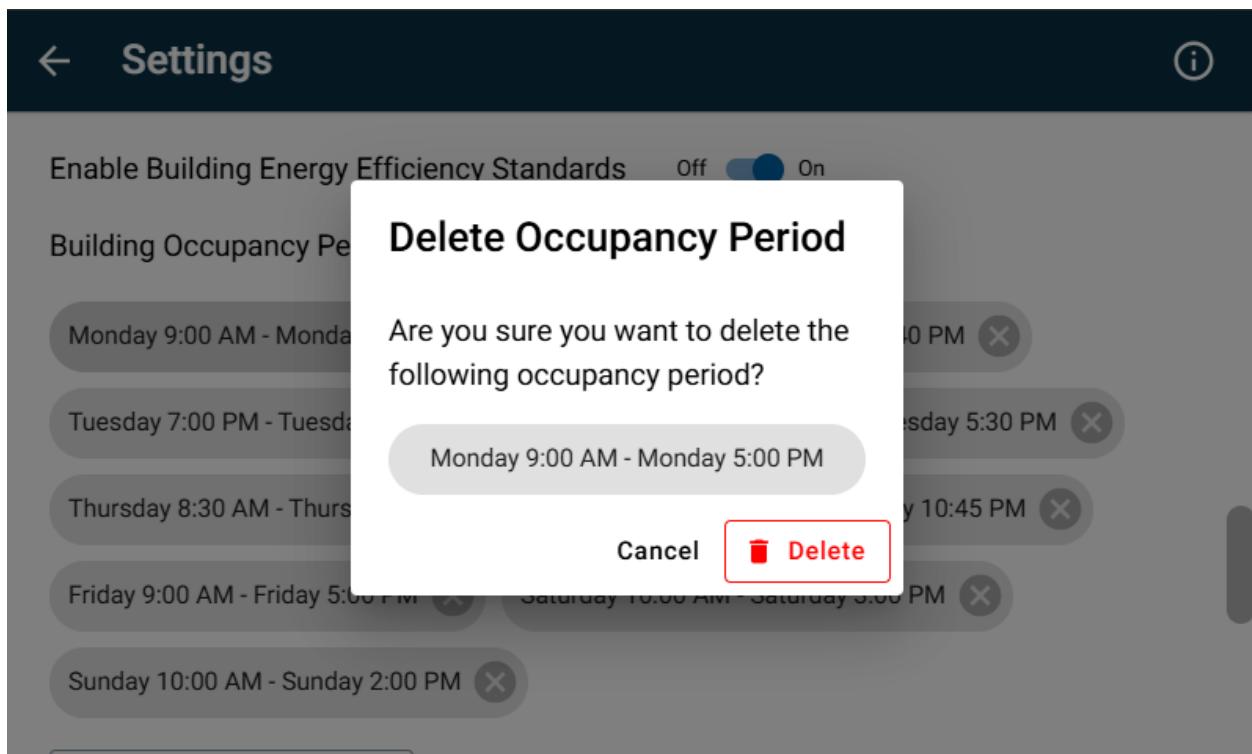 Settings
Enable Building Energy Efficiency Standards Off On
Building Occupancy Pe
Delete Occupancy Period
Are you sure you want to delete the
following occupancy period?
Monday 9:00 AM - Monday 5:00 PM
Cancel Delete
Monday 9:00 AM - Monda 40 PM
Tuesday 7:00 PM - Tuesda esday 5:30 PM
Thursday 8:30 AM - Thurs y 10:45 PM
Friday 9:00 AM - Friday 5:00 PM Saturday 10:00 AM - Saturday PM
Sunday 10:00 AM - Sunday 2:00 PM